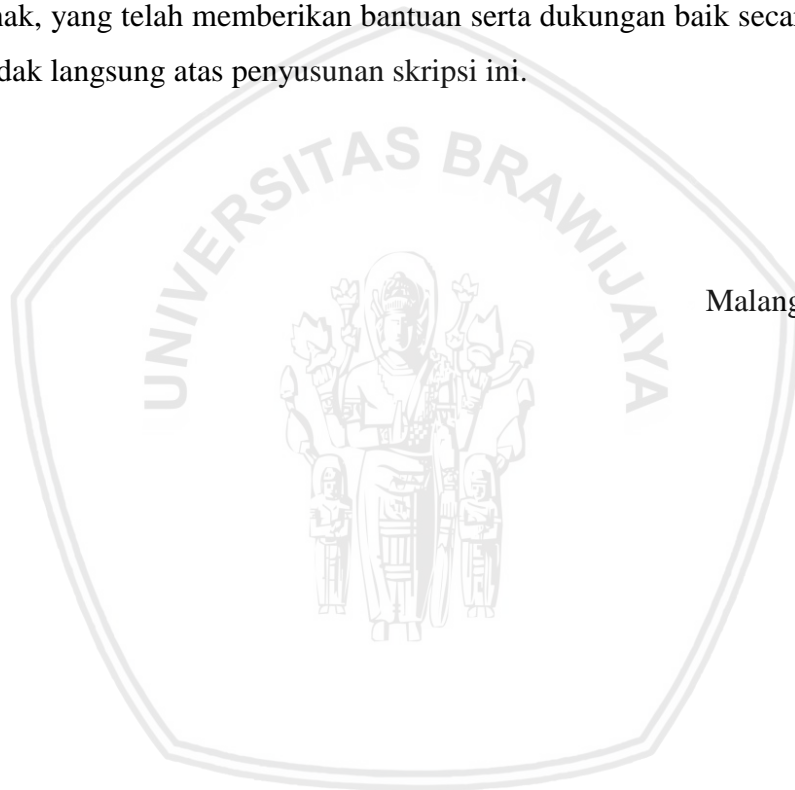 nak, yang telah memberikan bantuan serta dukungan baik secar
dak langsung atas penyusunan skripsi ini.
UNIVERSITAS BRAWIJAYA
Malang